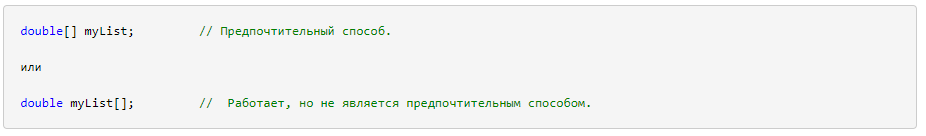 double[] myList;         // Предпочтительный способ.
или
double myList[];         //  Работает, но не является предпочтительным способом.